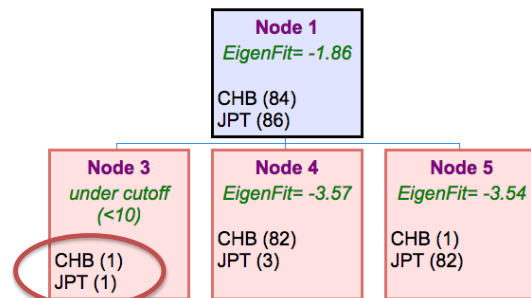 Node 1
EigenFit= -1.86
CHB (84)
JPT (86)
Node 3
under cutoff
(<10)
CHB (1)
JPT (1)
Node 4
EigenFit= -3.57
CHB (82)
JPT (3)
Node 5
EigenFit= -3.54
CHB (1)
JPT (82)